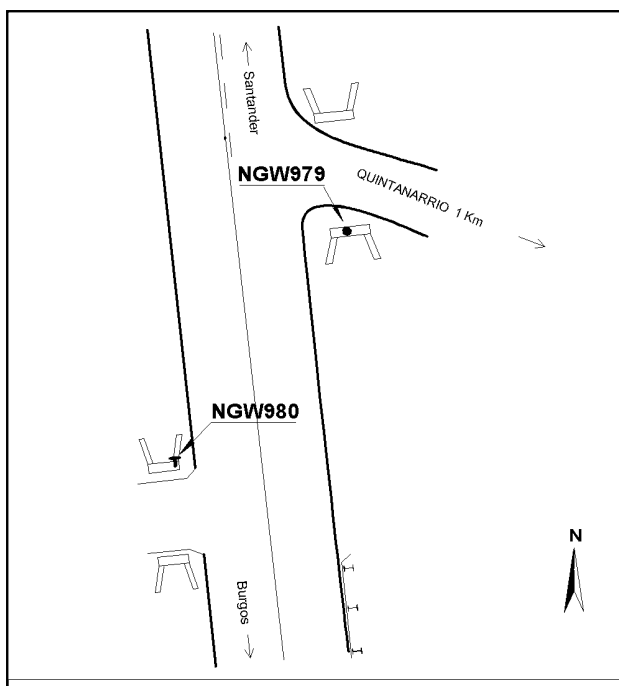 Santander
NGW979
QUINTANARRIO 1 Km
NGW980
N
Burgos